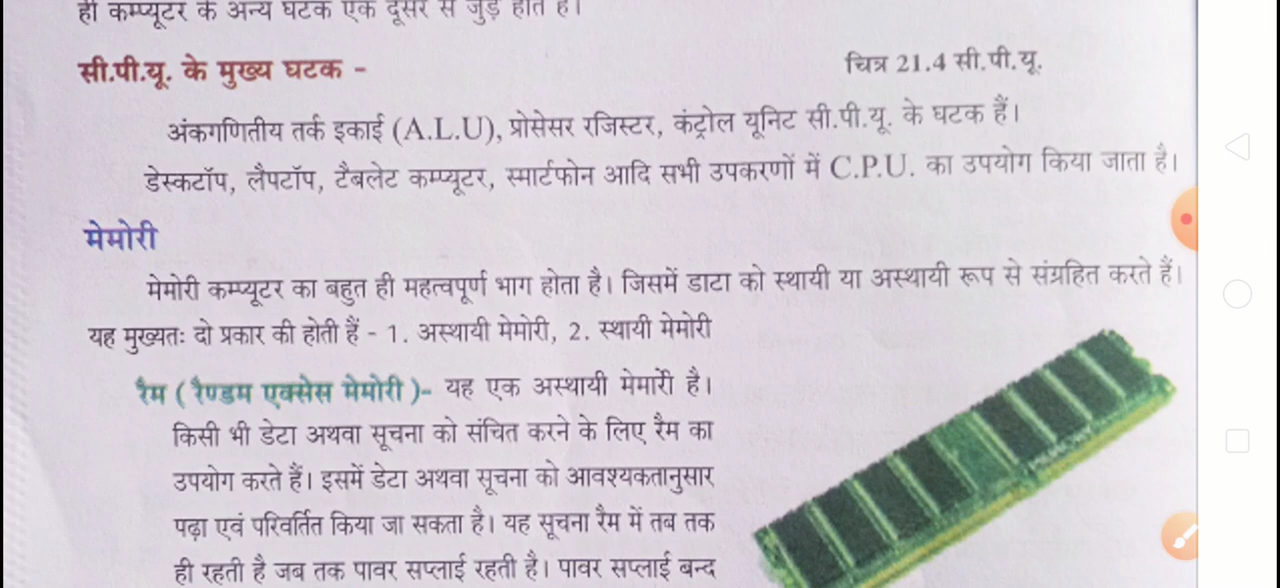 ही कम्प्यूटर के अन्य घटक एक दूसरे से जुड़े होते हैं।
सी.पी.यू. के मुख्य घटक -
चित्र 21.4 सी.पी.यू.
अंकगणितीय तर्क इकाई (A.L.U), प्रोसेसर रजिस्टर, कंट्रोल यूनिट सी.पी.यू. के घटक हैं।
डेस्कटॉप, लैपटॉप, टैबलेट कम्प्यूटर, स्मार्टफोन आदि सभी उपकरणों में C.P.U. का उपयोग किया जाता है।
मेमोरी
मेमोरी कम्प्यूटर का बहुत ही महत्वपूर्ण भाग होता है। जिसमें डाटा को स्थायी या अस्थायी रूप से संग्रहित करते हैं।
यह मुख्यतः दो प्रकार की होती हैं - 1. अस्थायी मेमोरी, 2. स्थायी मेमोरी
रैम ( रैण्डम एक्सेस मेमोरी )- यह एक अस्थायी मेमारेी है।
किसी भी डेटा अथवा सूचना को संचित करने के लिए रैम का
उपयोग करते हैं। इसमें डेटा अथवा सूचना को आवश्यकतानुसार
पढ़ा एवं परिवर्तित किया जा सकता है। यह सूचना रैम में तब तक
ही रहती है जब तक पावर सप्लाई रहती है। पावर सप्लाई बन्द